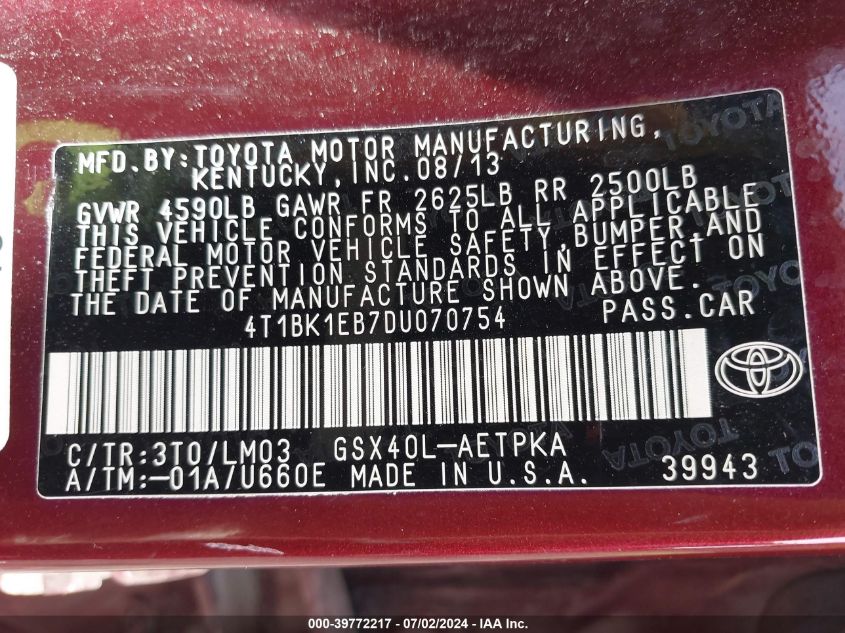 MFD.BY:TOYOTA MOTOR MANUFACTURING,
KENTUCKY,INC.08/13
GVWR 4590LB GAWR FR 2625LB RR 2500LB
THIS VEHICLE CONFORMS TO ALL APPLICABLE
FEDERAL MOTOR VEHICLE SAFETY,BUMPER,AND
THEFT PREVENTION STANDARDS IN EFFECT ON
THE DATE OF MANUFACTURE SHOWN ABOVE.
4T1BK1EB7DU070754 PASS.CAR
C/TR:3T0/LM03 GSX40L-AETPKA
A/TM:-01A/U660E MADE IN U.S.A. 39943
000-39772217 - 07/02/2024 - IAA Inc.